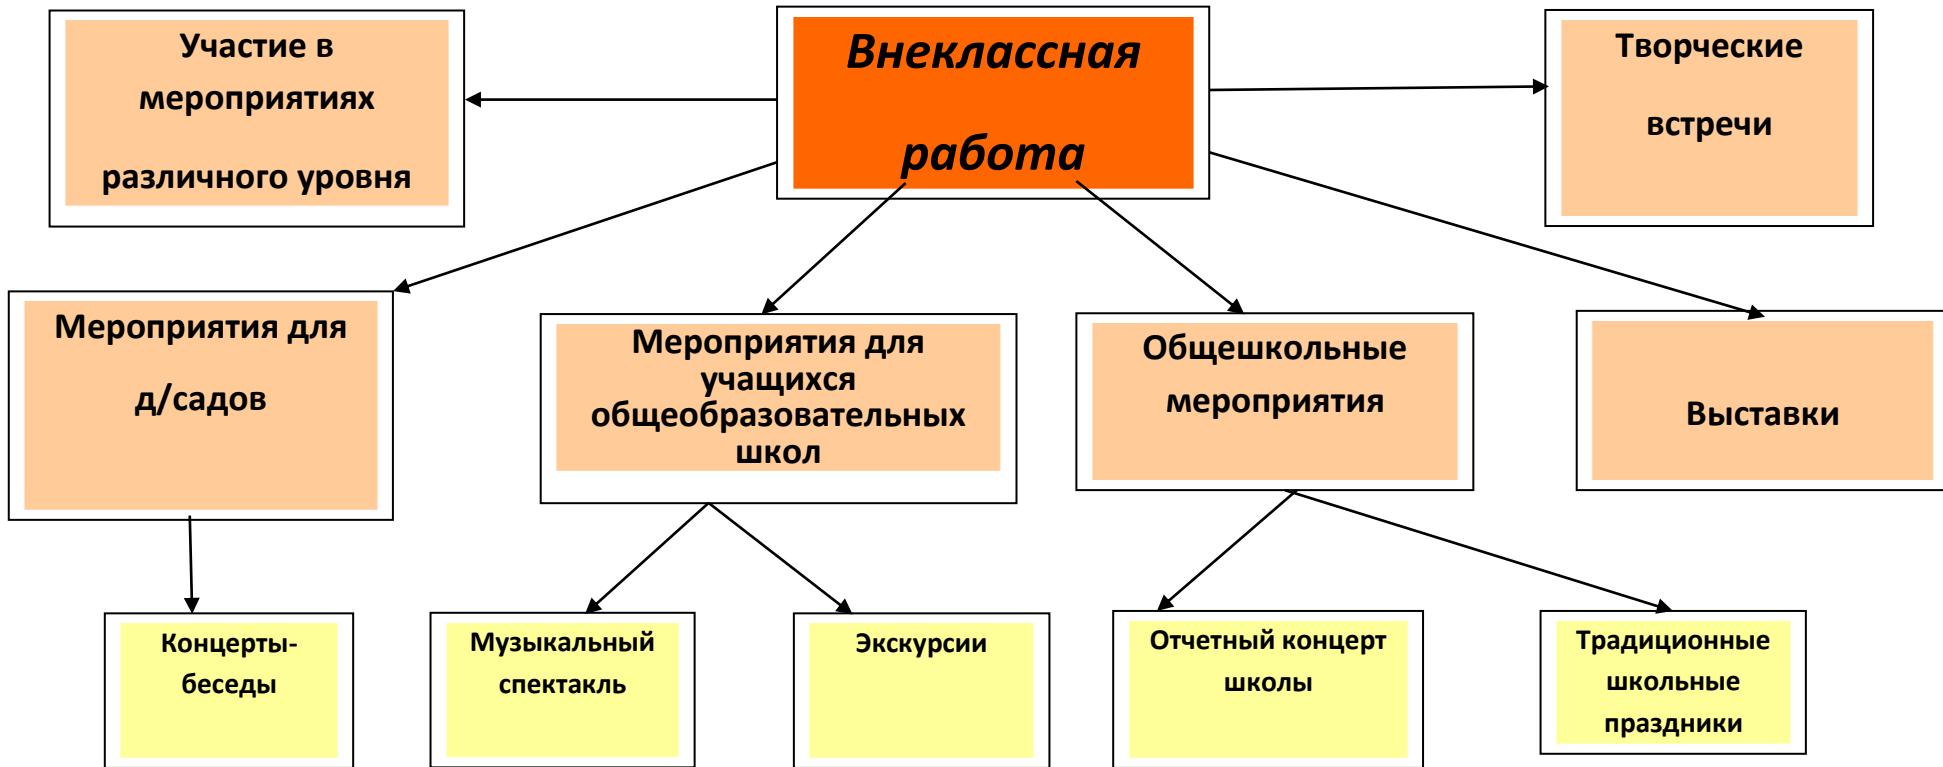 Участие в
мероприятиях
различного уровня
Внеклассная
работа
Творческие
встречи
Мероприятия для
д/садов
Мероприятия для
учащихся
общеобразовательных
школ
Общешкольные
мероприятия
Выставки
Концерты-
беседы
Музыкальный
спектакль
Экскурсии
Отчетный концерт
школы
Традиционные
школьные
праздники